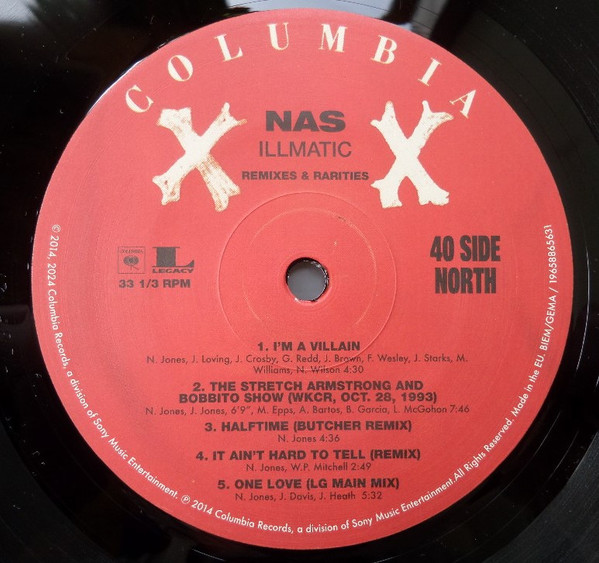 COLUMBIA
X X
NAS
ILLMATIC
REMIXES & RARITIES
COLUMBIA
L
LEGACY
33 1/3 RPM
40 SIDE
NORTH
1. I'M A VILLAIN
N. Jones, J. Loving, J. Crosby, G. Redd, J. Brown, F. Wesley, J. Starks, M.
Williams, N. Wilson 4:30
2. THE STRETCH ARMSTRONG AND
BOBBITO SHOW (WKCR, OCT. 28, 1993)
N. Jones, J. Jones, 6'9", M. Epps, A. Bartos, B. Garcia, L. McGohon 7:46
3. HALFTIME (BUTCHER REMIX)
N. Jones 4:36
4. IT AIN'T HARD TO TELL (REMIX)
N. Jones, W.P. Mitchell 2:49
5. ONE LOVE (LG MAIN MIX)
N. Jones, J. Davis, J. Heath 5:32
© 2014, 2024 Columbia Records, a division of Sony Music Entertainment. ℗ 2014 Columbia Records, a division of Sony Music Entertainment.All Rights Reserved. Made in the EU. BIEM/GEMA / 19658865631